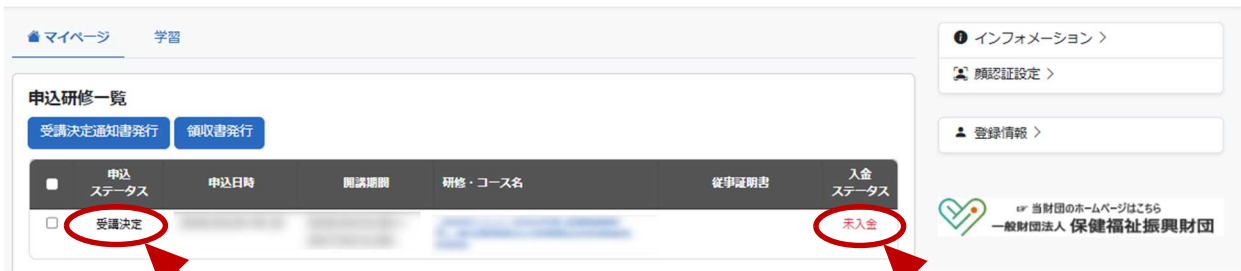 マイページ 学習
申込研修一覧
受講決定通知書発行 領収書発行
申込
ステータス
申込日時
開講期間
研修・コース名
従事証明書
入金
ステータス
受講決定
未入金
インフォメーション >
顔認証設定 >
登録情報 >
☞ 当財団のホームページはこちら
一般財団法人 保健福祉振興財団